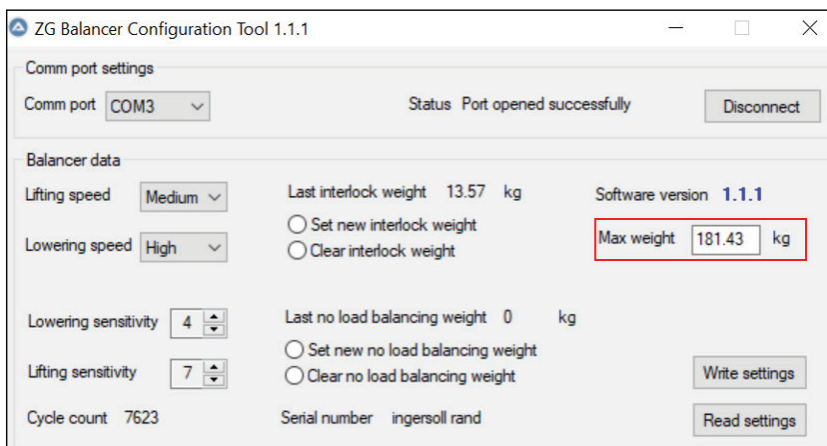 ZG Balancer Configuration Tool 1.1.1
Comm port settings
Comm port COM3 Status Port opened successfully Disconnect
Balancer data
Lifting speed Medium Last interlock weight 13.57 kg Software version 1.1.1
Set new interlock weight
Lowering speed High Clear interlock weight Max weight 181.43 kg
Lowering sensitivity 4 Last no load balancing weight 0 kg
Set new no load balancing weight
Lifting sensitivity 7 Clear no load balancing weight Write settings
Cycle count 7623 Serial number ingersoll rand Read settings